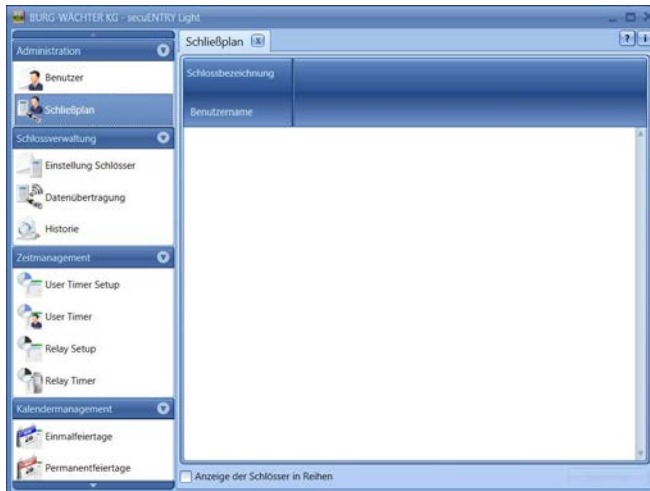 BURG-WÄCHTER KG - secuENTRY Light
Administration
Benutzer
Schließplan
Schlossverwaltung
Einstellung Schlösser
Datenübertragung
Historie
Zeitmanagement
User Timer Setup
User Timer
Relay Setup
Relay Timer
Kalendermanagement
Einmalfeiertage
Permanentfeiertage
Schließplan
Schlossbezeichnung
Benutzername
Anzeige der Schlösser in Reihen